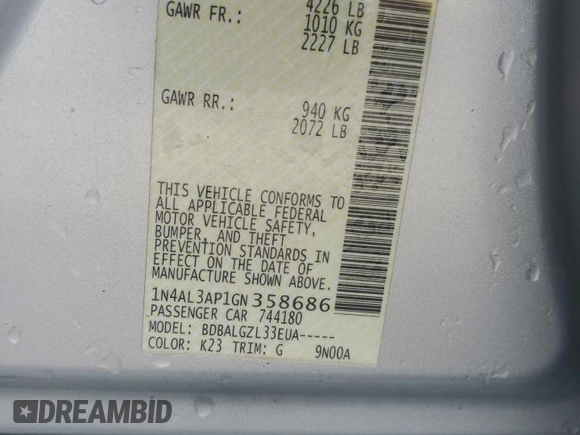 4226 LB
GAWR FR.: 1010 KG
2227 LB
GAWR RR.: 940 KG
2072 LB
THIS VEHICLE CONFORMS TO
ALL APPLICABLE FEDERAL
MOTOR VEHICLE SAFETY,
BUMPER, AND THEFT
PREVENTION STANDARDS IN
EFFECT ON THE DATE OF
MANUFACTURE SHOWN ABOVE.
1N4AL3AP1GN358686
PASSENGER CAR 744180
MODEL: BDBALGZL33EUA-----
COLOR: K23 TRIM: G 9N00A
DREAMBID